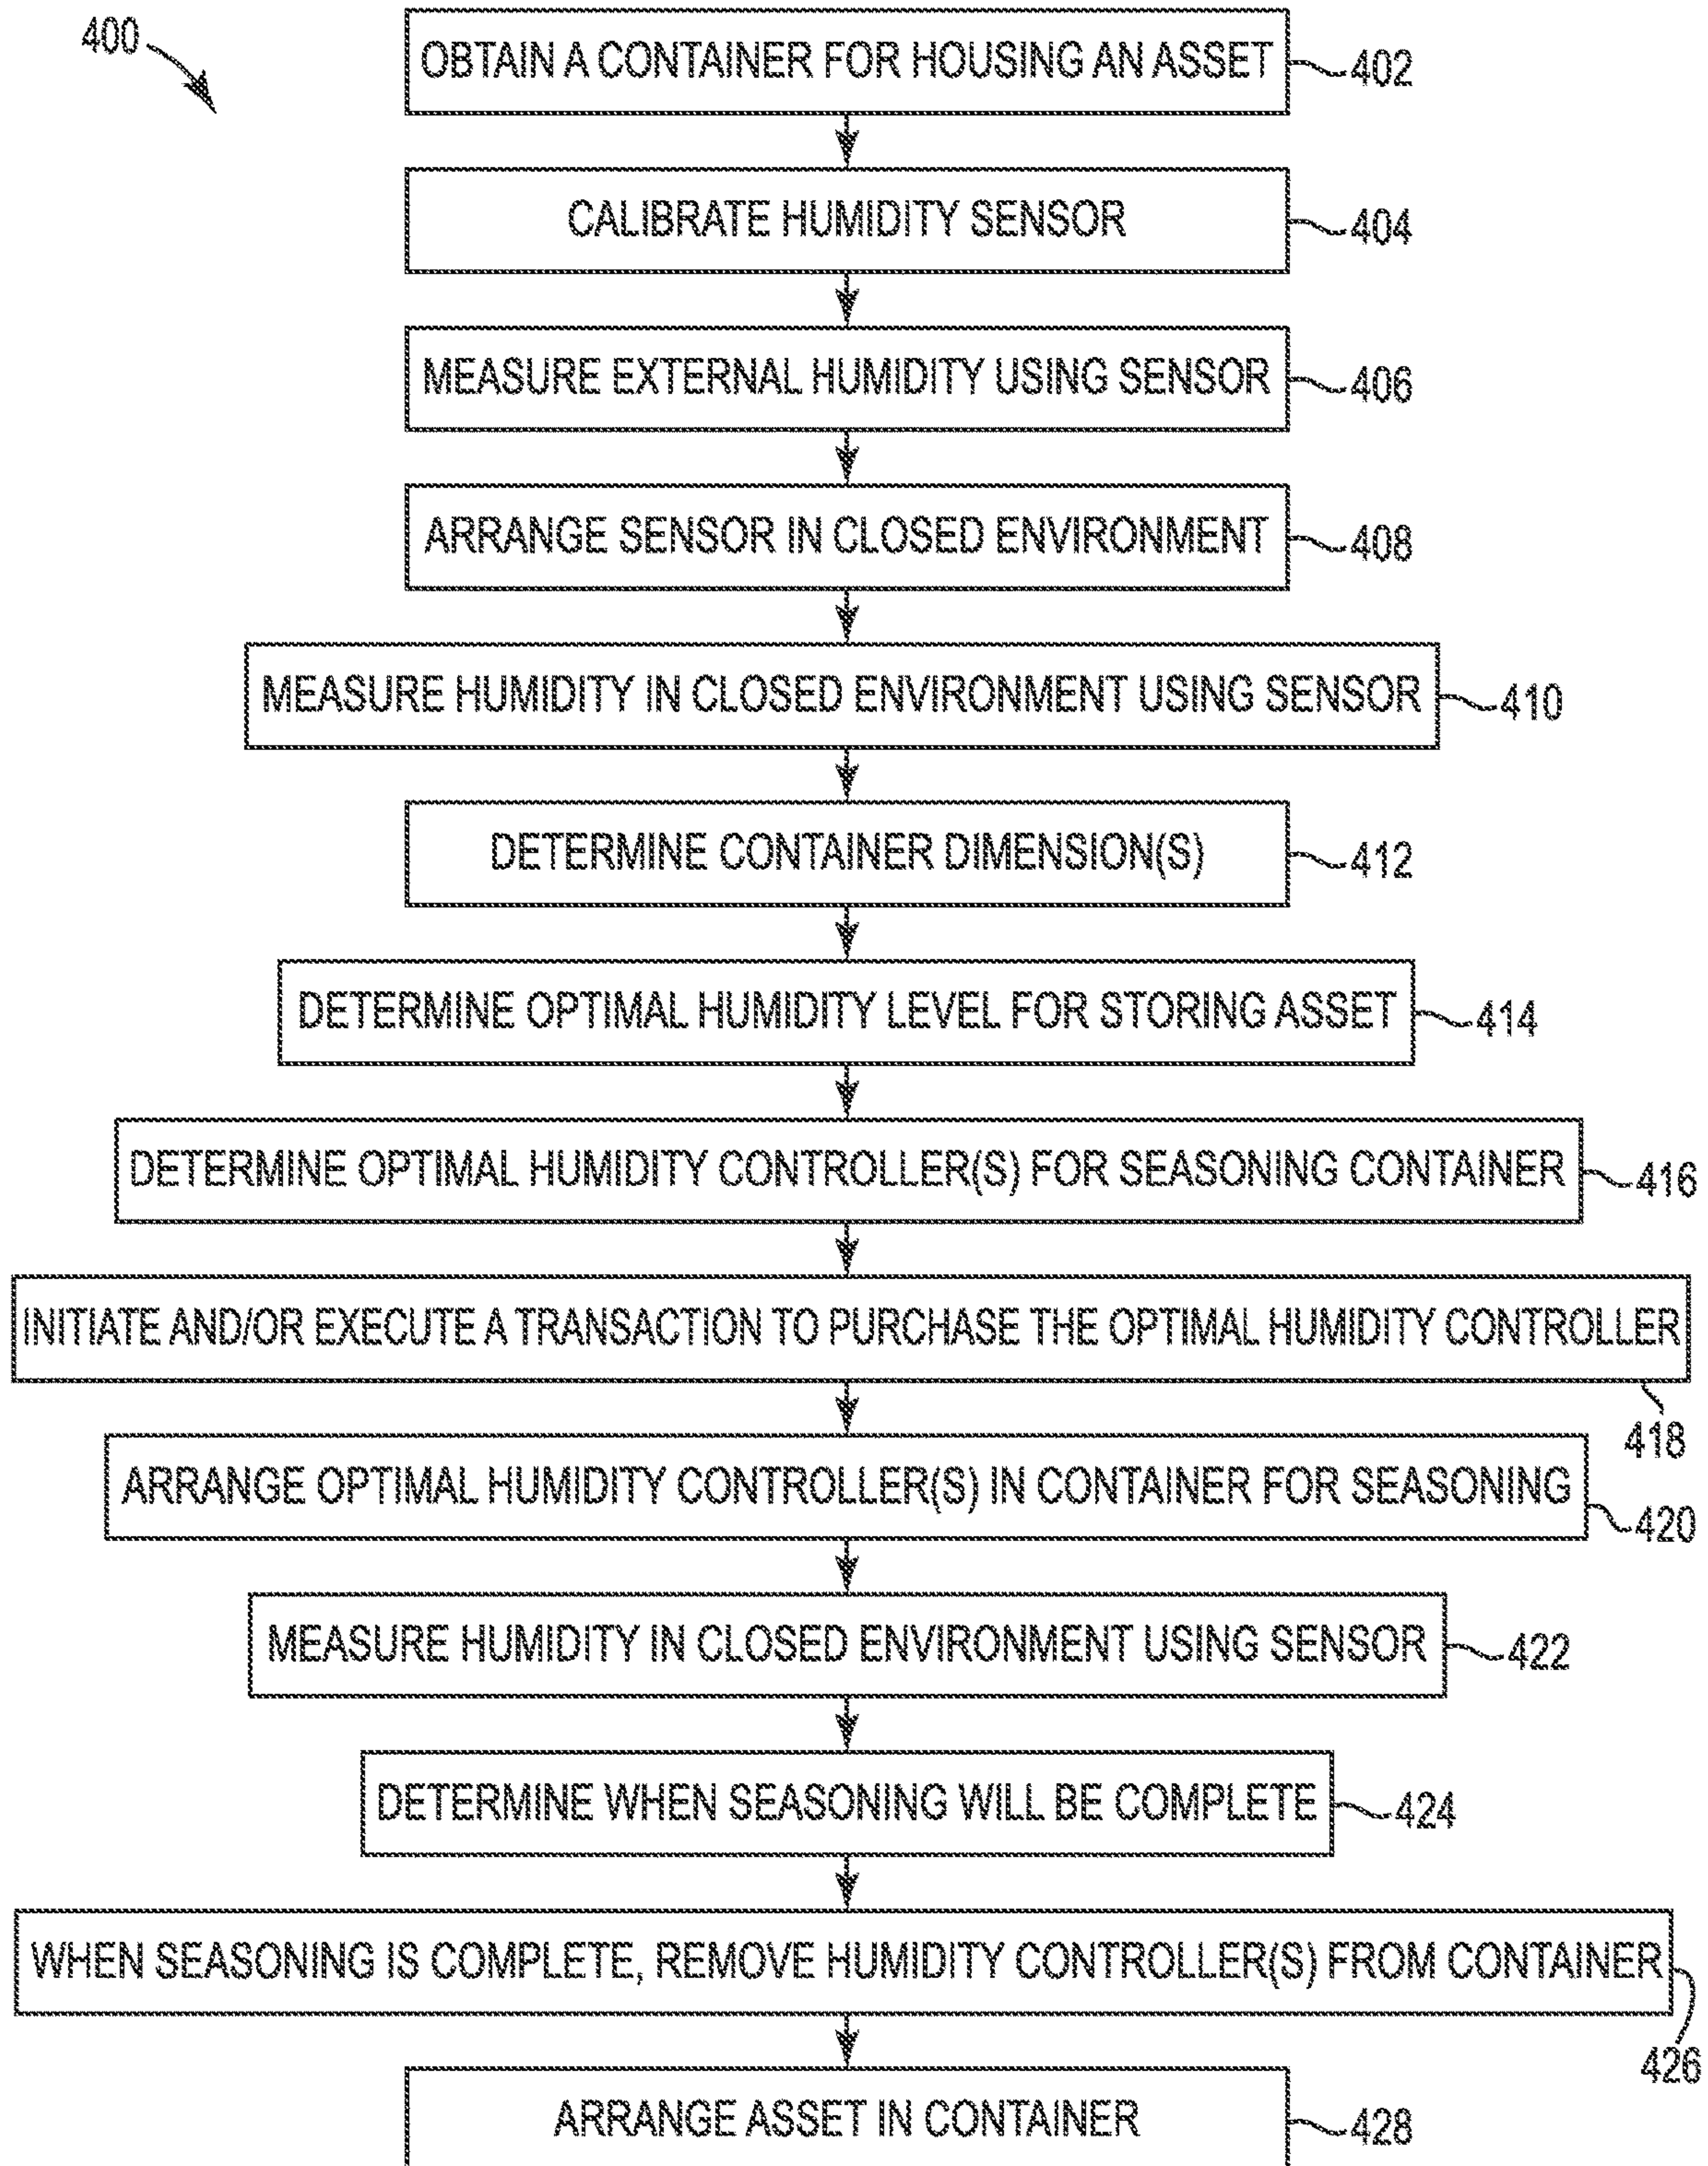 400
OBTAIN A CONTAINER FOR HOUSING AN ASSET
402
CALIBRATE HUMIDITY SENSOR
404
MEASURE EXTERNAL HUMIDITY USING SENSOR
406
ARRANGE SENSOR IN CLOSED ENVIRONMENT
408
MEASURE HUMIDITY IN CLOSED ENVIRONMENT USING SENSOR
410
DETERMINE CONTAINER DIMENSION(S)
412
DETERMINE OPTIMAL HUMIDITY LEVEL FOR STORING ASSET
414
DETERMINE OPTIMAL HUMIDITY CONTROLLER(S) FOR SEASONING CONTAINER
416
INITIATE AND/OR EXECUTE A TRANSACTION TO PURCHASE THE OPTIMAL HUMIDITY CONTROLLER
418
ARRANGE OPTIMAL HUMIDITY CONTROLLER(S) IN CONTAINER FOR SEASONING
420
MEASURE HUMIDITY IN CLOSED ENVIRONMENT USING SENSOR
422
DETERMINE WHEN SEASONING WILL BE COMPLETE
424
WHEN SEASONING IS COMPLETE, REMOVE HUMIDITY CONTROLLER(S) FROM CONTAINER
426
ARRANGE ASSET IN CONTAINER
428